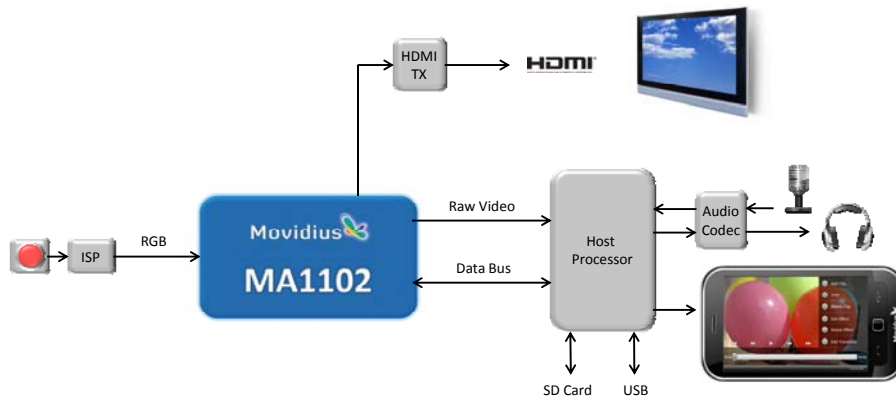 HDMI
TX
HDMI
Movidius
MA1102
ISP
RGB
Raw Video
Data Bus
Host
Processor
Audio
Codec
SD Card
USB